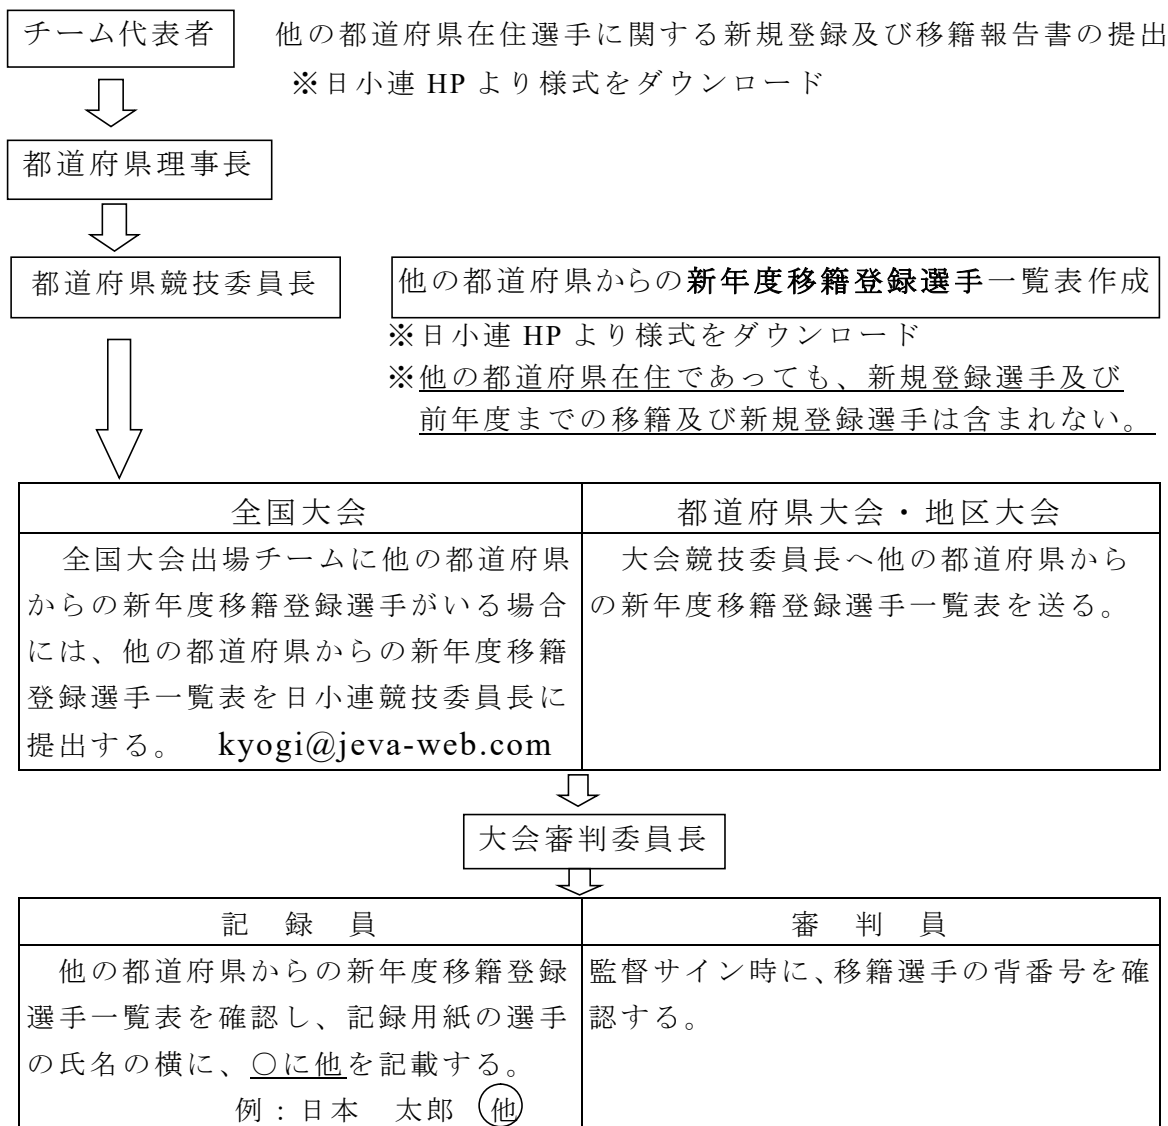 チーム代表者
他の都道府県在住選手に関する新規登録及び移籍報告書の提出
※日小連 HP より様式をダウンロード
都道府県理事長
都道府県競技委員長
他の都道府県からの新年度移籍登録選手一覧表作成
※日小連 HP より様式をダウンロード
※他の都道府県在住であっても、新規登録選手及び
前年度までの移籍及び新規登録選手は含まれない。
全国大会
全国大会出場チームに他の都道府県
からの新年度移籍登録選手がいる場合
には、他の都道府県からの新年度移籍
登録選手一覧表を日小連競技委員長に
提出する。 kyogi@jeva-web.com
都道府県大会・地区大会
大会競技委員長へ他の都道府県から
の新年度移籍登録選手一覧表を送る。
大会審判委員長
記 録 員
他の都道府県からの新年度移籍登録
選手一覧表を確認し、記録用紙の選手
の氏名の横に、〇に他を記載する。
例：日本 太郎 他
審 判 員
監督サイン時に、移籍選手の背番号を確
認する。